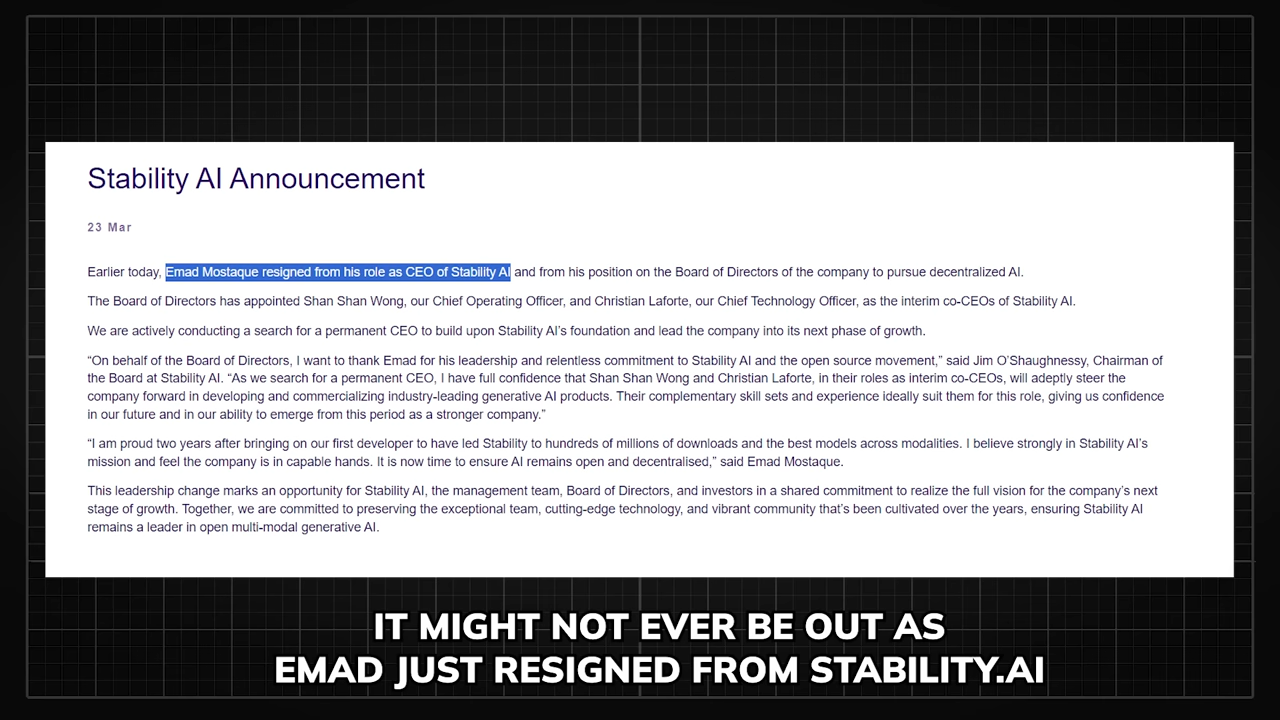 Stability AI Announcement
23 Mar
Earlier today, Emad Mostaque resigned from his role as CEO of Stability AI and from his position on the Board of Directors of the company to pursue decentralized AI.
The Board of Directors has appointed Shan Shan Wong, our Chief Operating Officer, and Christian Laforte, our Chief Technology Officer, as the interim co-CEOs of Stability AI.
We are actively conducting a search for a permanent CEO to build upon Stability AI’s foundation and lead the company into its next phase of growth.
“On behalf of the Board of Directors, I want to thank Emad for his leadership and relentless commitment to Stability AI and the open source movement,” said Jim O’Shaughnessy, Chairman of
the Board at Stability AI. “As we search for a permanent CEO, I have full confidence that Shan Shan Wong and Christian Laforte, in their roles as interim co-CEOs, will adeptly steer the
company forward in developing and commercializing industry-leading generative AI products. Their complementary skill sets and experience ideally suit them for this role, giving us confidence
in our future and in our ability to emerge from this period as a stronger company.”
“I am proud two years after bringing on our first developer to have led Stability to hundreds of millions of downloads and the best models across modalities. I believe strongly in Stability AI’s
mission and feel the company is in capable hands. It is now time to ensure AI remains open and decentralised,” said Emad Mostaque.
This leadership change marks an opportunity for Stability AI, the management team, Board of Directors, and investors in a shared commitment to realize the full vision for the company’s next
stage of growth. Together, we are committed to preserving the exceptional team, cutting-edge technology, and vibrant community that’s been cultivated over the years, ensuring Stability AI
remains a leader in open multi-modal generative AI.
IT MIGHT NOT EVER BE OUT AS
EMAD JUST RESIGNED FROM STABILITY.AI